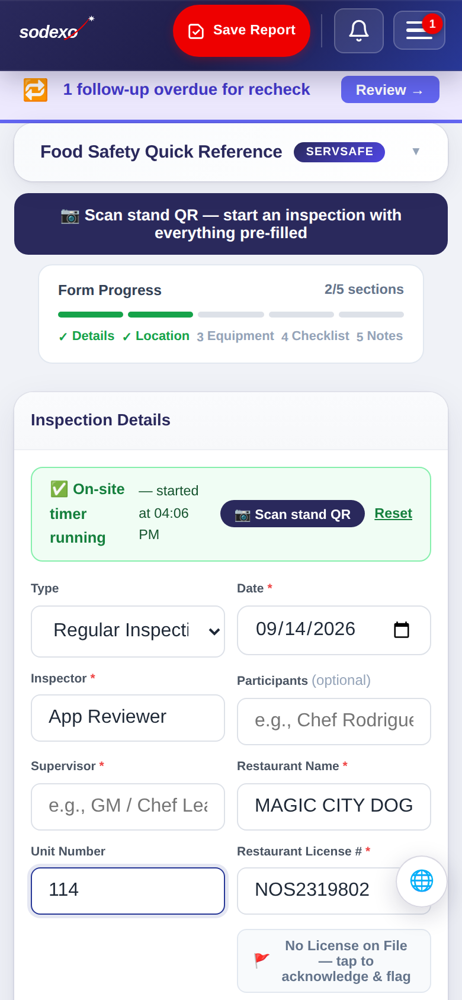 sodexo
Save Report
1
1 follow-up overdue for recheck
Review →
Food Safety Quick Reference
SERVSAFE
▼
Scan stand QR — start an inspection with
everything pre-filled
Form Progress
2/5 sections
✓ Details ✓ Location 3 Equipment 4 Checklist 5 Notes
Inspection Details
✅ On-site
timer
running
— started
at 04:06
PM
Scan stand QR
Reset
Type
Date *
Regular Inspecti
09/14/2026
Inspector *
Participants (optional)
App Reviewer
e.g., Chef Rodrigue
Supervisor *
Restaurant Name *
e.g., GM / Chef Lea
MAGIC CITY DOG
Unit Number
Restaurant License # *
114
NOS2319802
No License on File
— tap to
acknowledge & flag